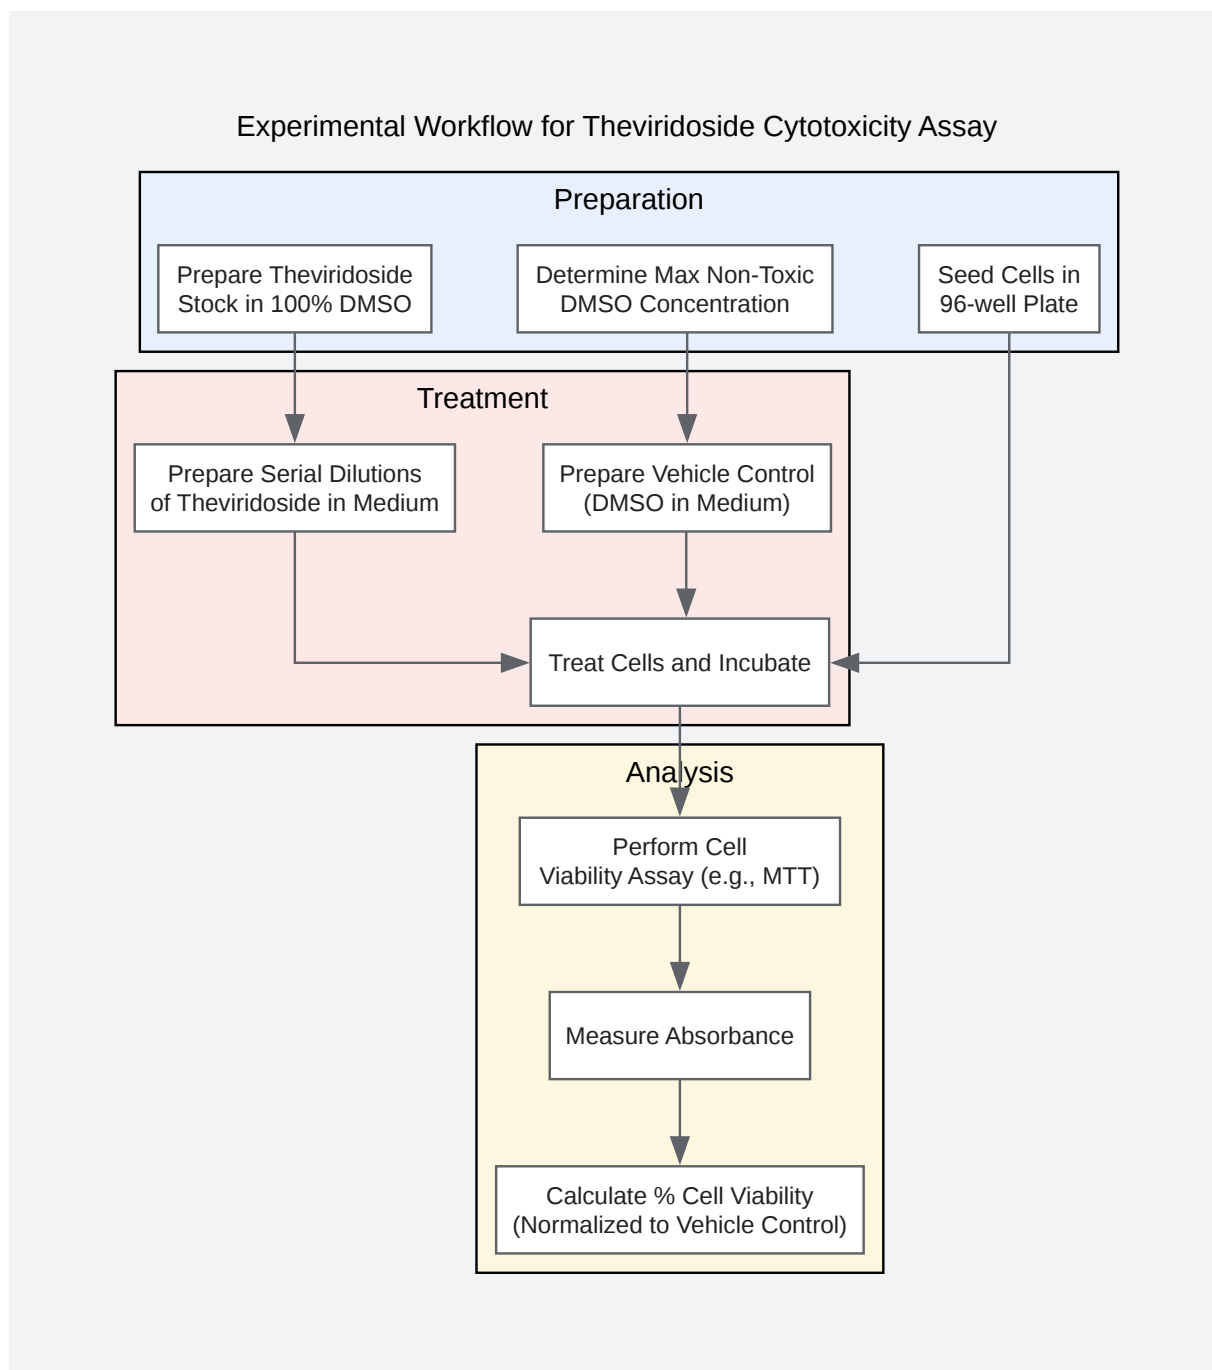 Experimental Workflow for Theviridoside Cytotoxicity Assay
Preparation
Prepare Theviridoside
Stock in 100% DMSO
Determine Max Non-Toxic
DMSO Concentration
Seed Cells in
96-well Plate
Treatment
Prepare Serial Dilutions
of Theviridoside in Medium
Prepare Vehicle Control
(DMSO in Medium)
Treat Cells and Incubate
Analysis
Perform Cell
Viability Assay (e.g., MTT)
Measure Absorbance
Calculate % Cell Viability
(Normalized to Vehicle Control)